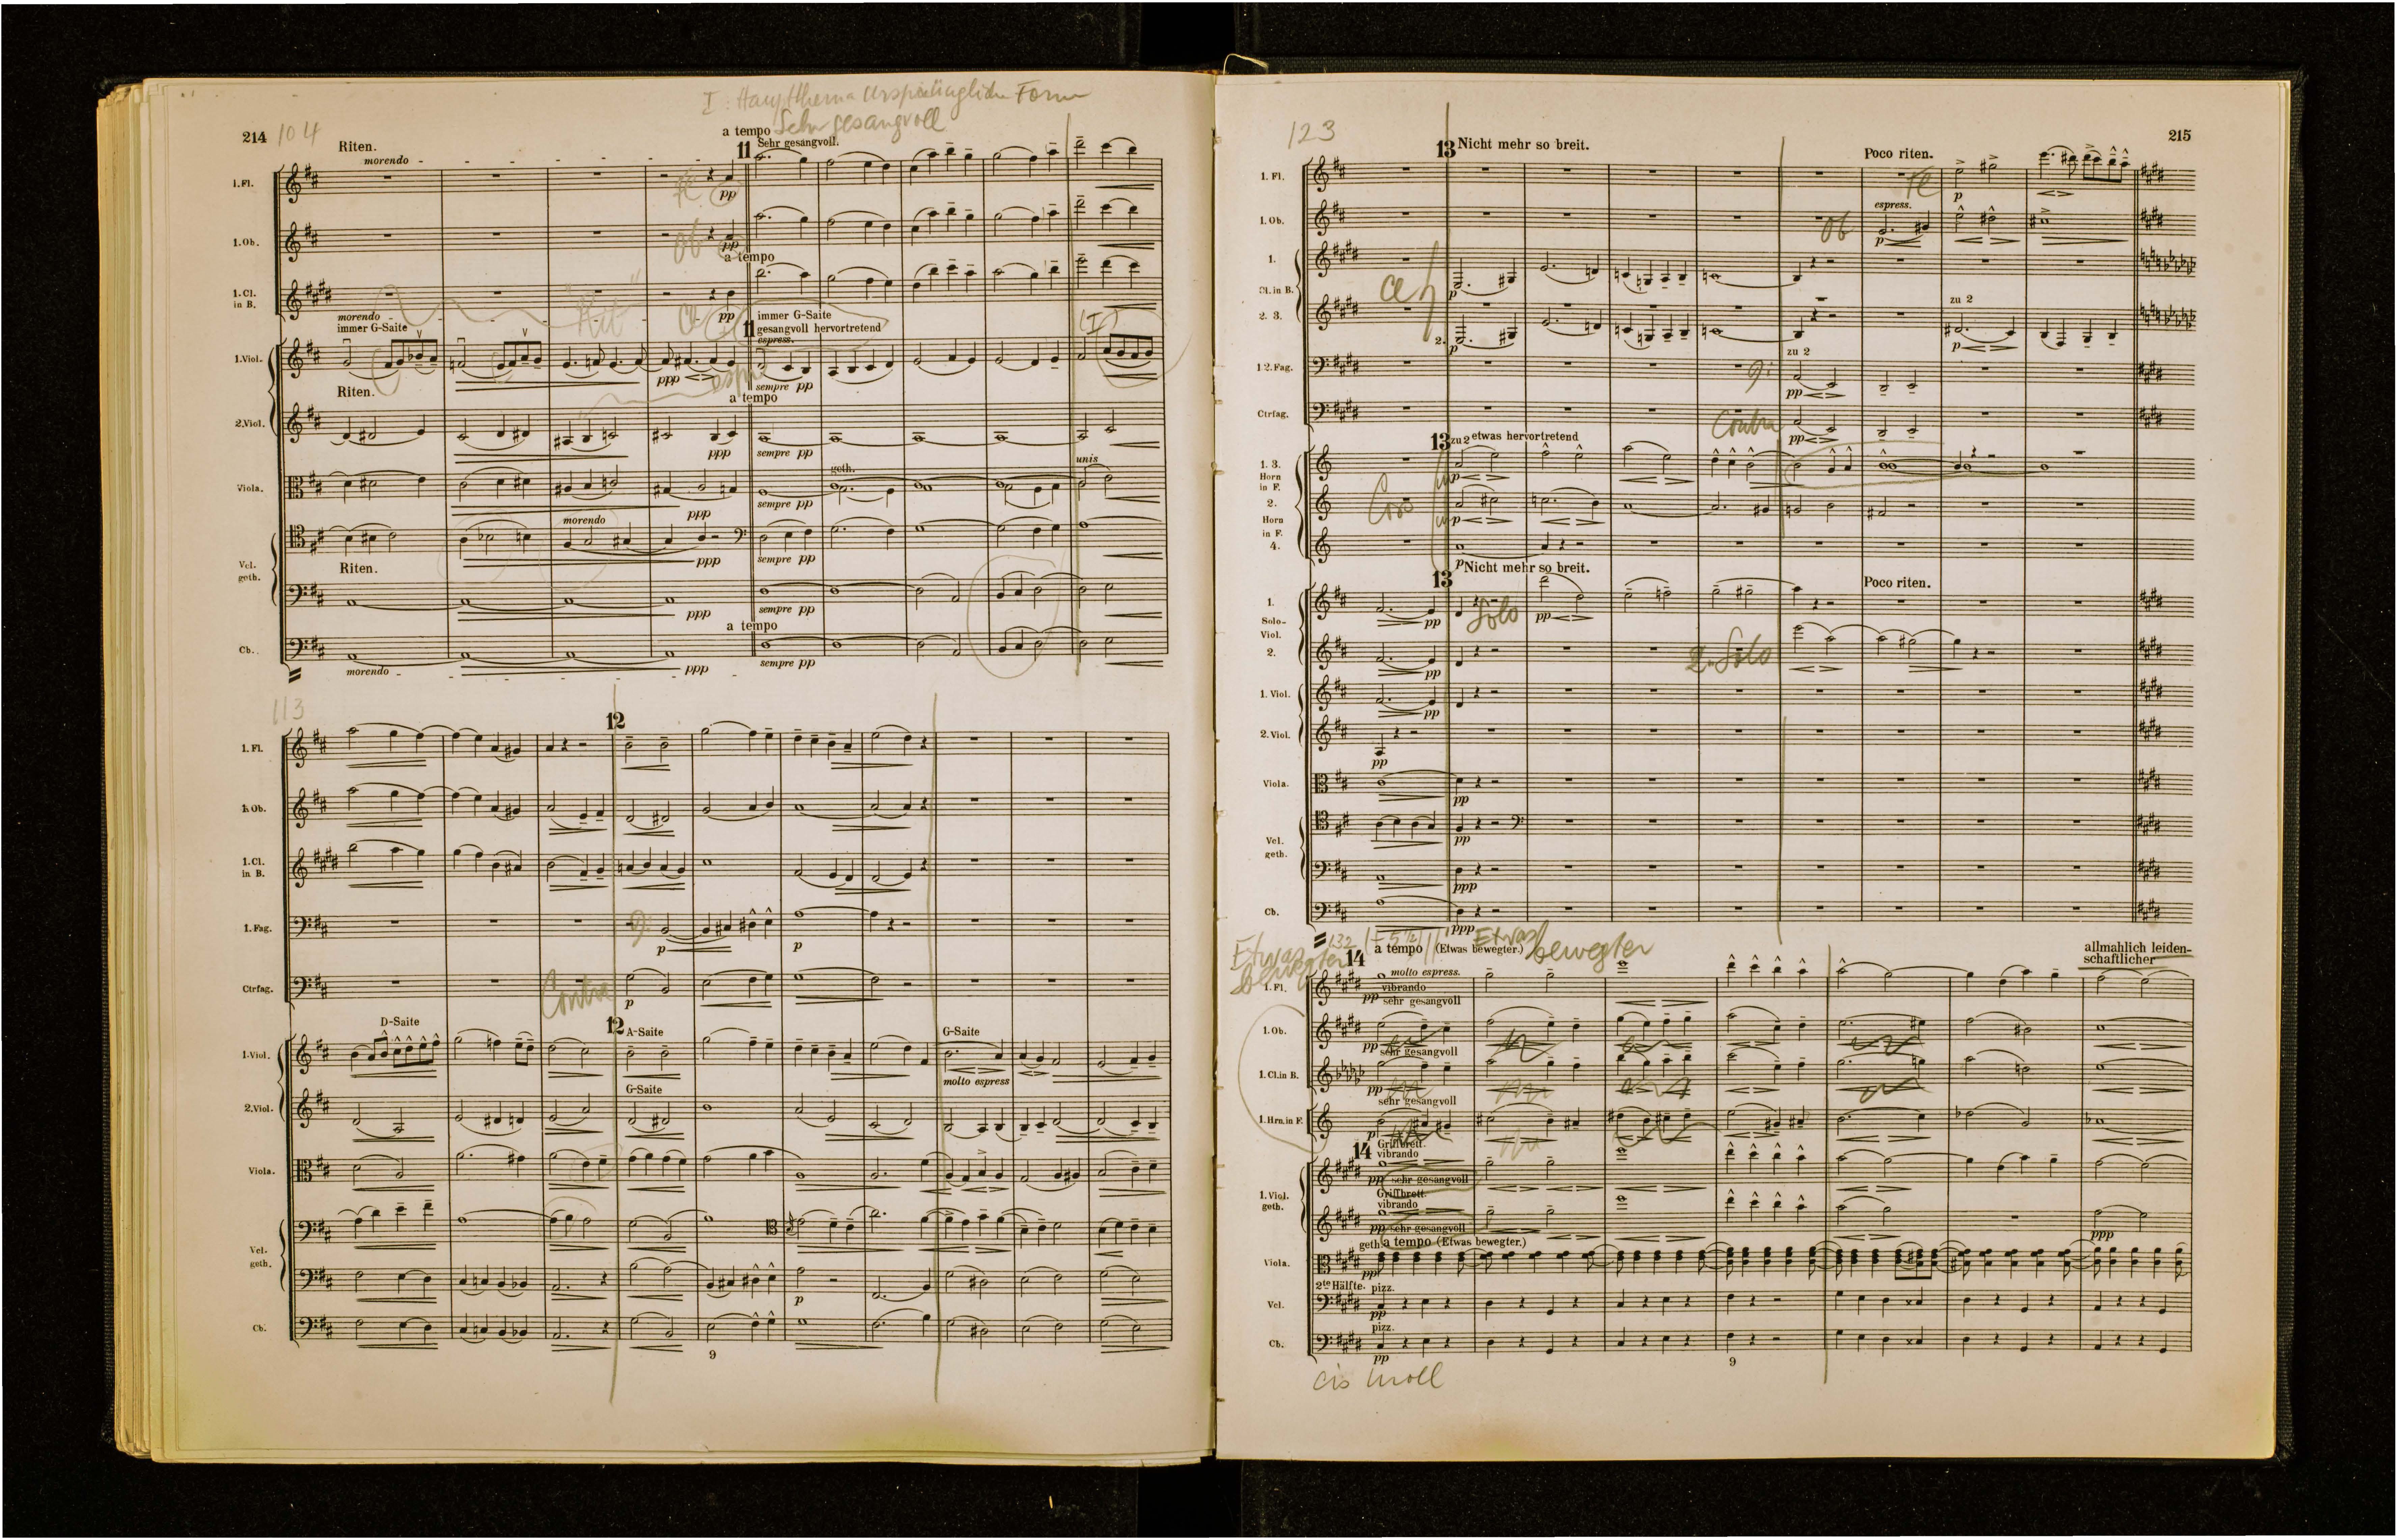 I: Hauptthema ursprüngliche Form
Sehr gesangvoll
214 104
Riten.
morendo
a tempo
11 Sehr gesangvoll.
1.Fl.
Fl
pp
1.Ob.
Ob
pp
a tempo
1.Cl.
in B.
"Rit"
Cl
pp
morendo
immer G-Saite
11 immer G-Saite
gesangvoll hervortretend
espress.
(I)
1.Viol.
ppp
sempre pp
Riten.
a tempo
2.Viol.
ppp
sempre pp
unis
geth.
Viola.
ppp
sempre pp
morendo
Vcl.
geth.
ppp
sempre pp
Riten.
ppp
sempre pp
a tempo
Cb.
morendo
ppp
sempre pp
113
12
1. Fl.
1. Ob.
1.Cl.
in B.
1. Fag.
p
p
Ctrfag.
Contra
p
D-Saite
12 A-Saite
G-Saite
1.Viol.
molto espress
G-Saite
2.Viol.
Viola.
Vcl.
geth.
p
Cb.
9
123
215
13 Nicht mehr so breit.
Poco riten.
1. Fl.
Fl
p
espress.
1. Ob.
Ob
p
1.
Cl. in B.
p
zu 2
2. 3.
2.
p
p
zu 2
1 2. Fag.
pp
Ctrfag.
Contra
pp
13 zu 2 etwas hervortretend
1. 3.
Horn
in F.
p
2.
p
Horn
in F.
4.
p
13 Nicht mehr so breit.
Poco riten.
1.
Solo-
Viol.
pp
Solo
pp
2.
pp
2. Solo
1. Viol.
pp
2. Viol.
pp
Viola.
pp
Vcl.
geth.
pp
ppp
Cb.
ppp
Etwas
bewegter
132
14 a tempo (Etwas bewegter.)
Etwas bewegter
allmahlich leiden-
schaftlicher
1. Fl.
molto espress.
vibrando
pp sehr gesangvoll
1. Ob.
pp
sehr gesangvoll
1. Cl. in B.
pp
sehr gesangvoll
1. Hrn. in F.
p
14 Griffbrett.
vibrando
pp sehr gesangvoll
1. Viol.
geth.
Griffbrett.
vibrando
pp sehr gesangvoll
ppp
geth. a tempo (Etwas bewegter.)
Viola.
pp
2te Hälfte. pizz.
Vcl.
pp
pizz.
Cb.
pp
9
cis moll